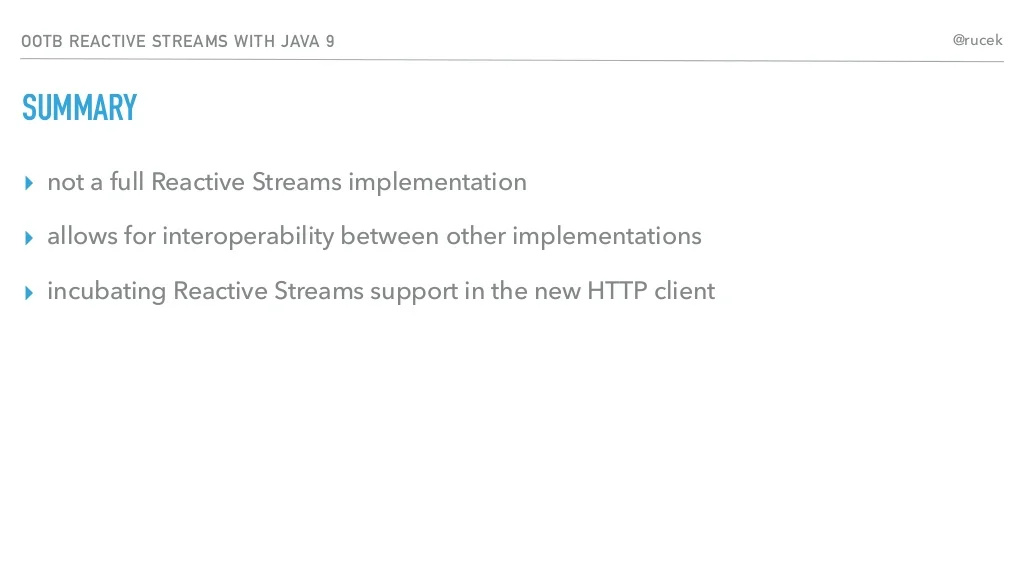 OOTB REACTIVE STREAMS WITH JAVA 9
@rucek
SUMMARY
▸ not a full Reactive Streams implementation
▸ allows for interoperability between other implementations
▸ incubating Reactive Streams support in the new HTTP client